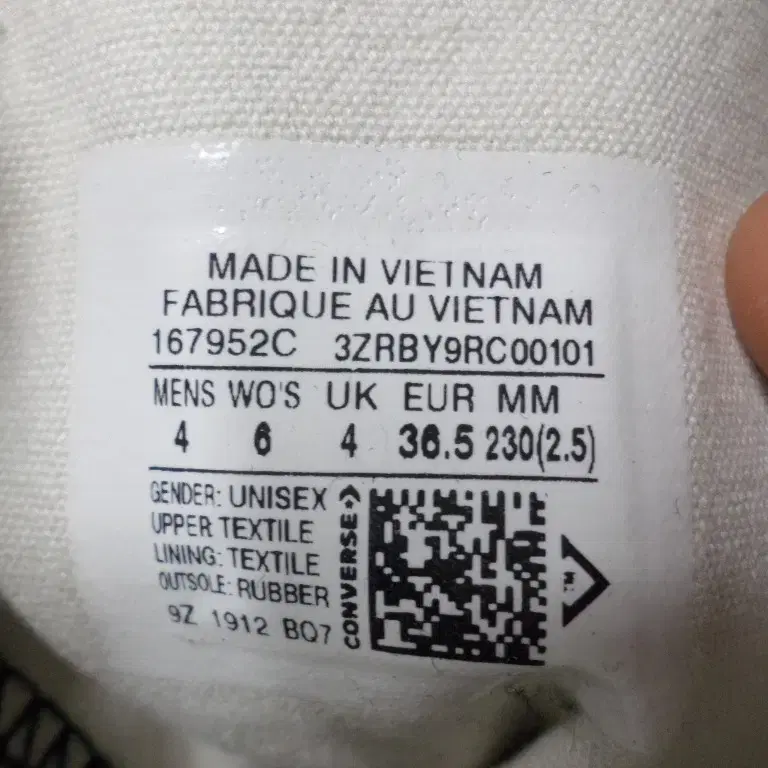 MADE IN VIETNAM
FABRIQUE AU VIETNAM
167952C 3ZRBY9RC00101
MENS WO'S UK EUR MM
4 6 4 36.5 230(2.5)
GENDER: UNISEX
UPPER TEXTILE
LINING: TEXTILE
OUTSOLE: RUBBER
9Z 1912 BQ7
CONVERSE
TM